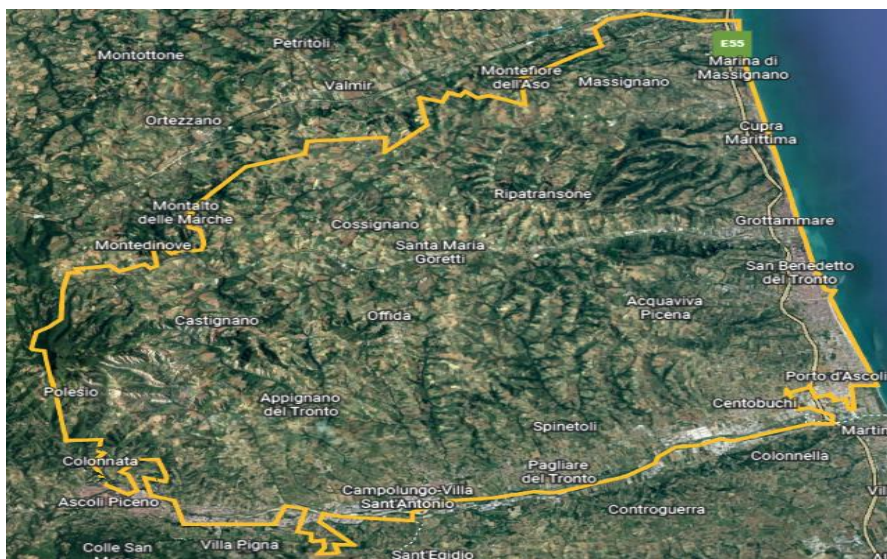 Montottone
Petritoli
E55
Marina di
Massignano
Valmir
Montefiore
dell'Aso
Massignano
Ortezzano
Cupra
Marittima
Ripatransone
Montalto
delle Marche
Cossignano
Grottammare
Montedinove
Santa Maria
Goretti
San Benedetto
del Tronto
Castignano
Offida
Acquaviva
Picena
Polesio
Porto d'Ascoli
Appignano
del Tronto
Centobuchi
Spinetoli
Martin
Colonnata
Colonnella
Pagliare
del Tronto
Ascoli Piceno
Campolungo-Villa
Sant'Antonio
Vil
Controguerra
Colle San
Villa Pigna
Sant'Egidio